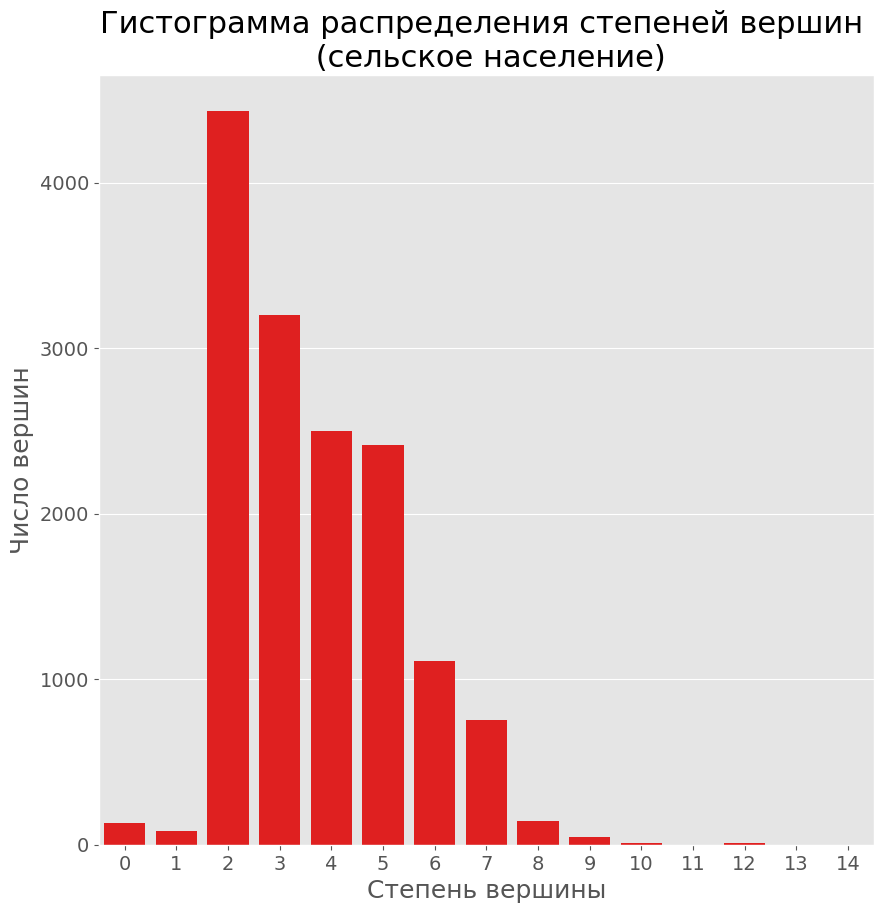 Гистограмма распределения степеней вершин
(сельское население)
4000
3000
2000
1000
0
Число вершин
0 1 2 3 4 5 6 7 8 9 10 11 12 13 14
Степень вершины